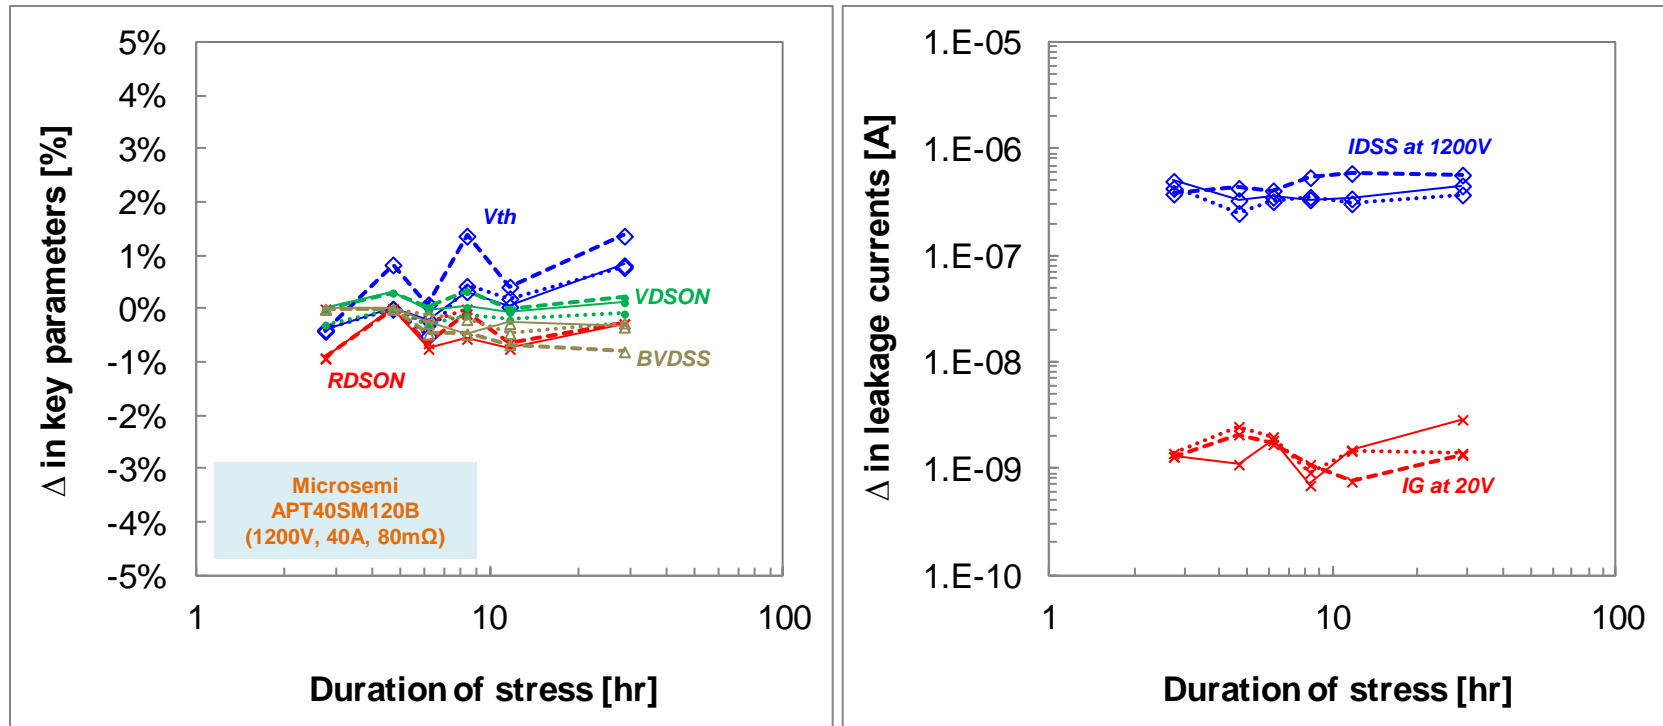 5%
4%
3%
2%
1%
0%
-1%
-2%
-3%
-4%
-5%
Δ in key parameters [%]
Vth
VDSON
BVDSS
RDSON
Microsemi
APT40SM120B
(1200V, 40A, 80mΩ)
1 10 100
Duration of stress [hr]
1.E-05
1.E-06
1.E-07
1.E-08
1.E-09
1.E-10
Δ in leakage currents [A]
IDSS at 1200V
IG at 20V
1 10 100
Duration of stress [hr]